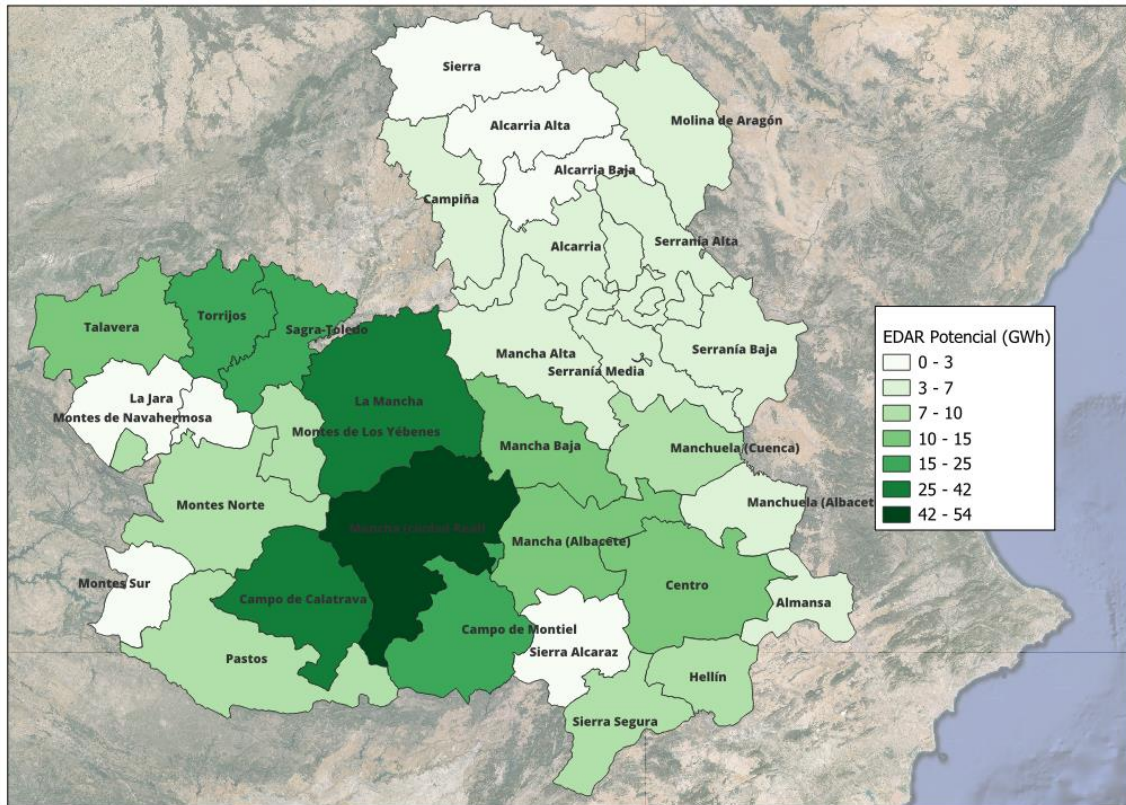 Sierra
Alcarria Alta
Molina de Aragón
Alcarria Baja
Campiña
Alcarria
Serranía Alta
Talavera
Torrijos
Sagra-Toledo
Mancha Alta
Serranía Baja
Serranía Media
La Jara
Montes de Navahermosa
La Mancha
Montes de Los Yébenes
Mancha Baja
Manchuela (Cuenca)
Montes Norte
Manchuela (Albacet
Mancha (Ciudad Real)
Mancha (Albacete)
Montes Sur
Campo de Calatrava
Centro
Almansa
Campo de Montiel
Sierra Alcaraz
Pastos
Hellín
Sierra Segura
EDAR Potencial (GWh)
0 - 3
3 - 7
7 - 10
10 - 15
15 - 25
25 - 42
42 - 54